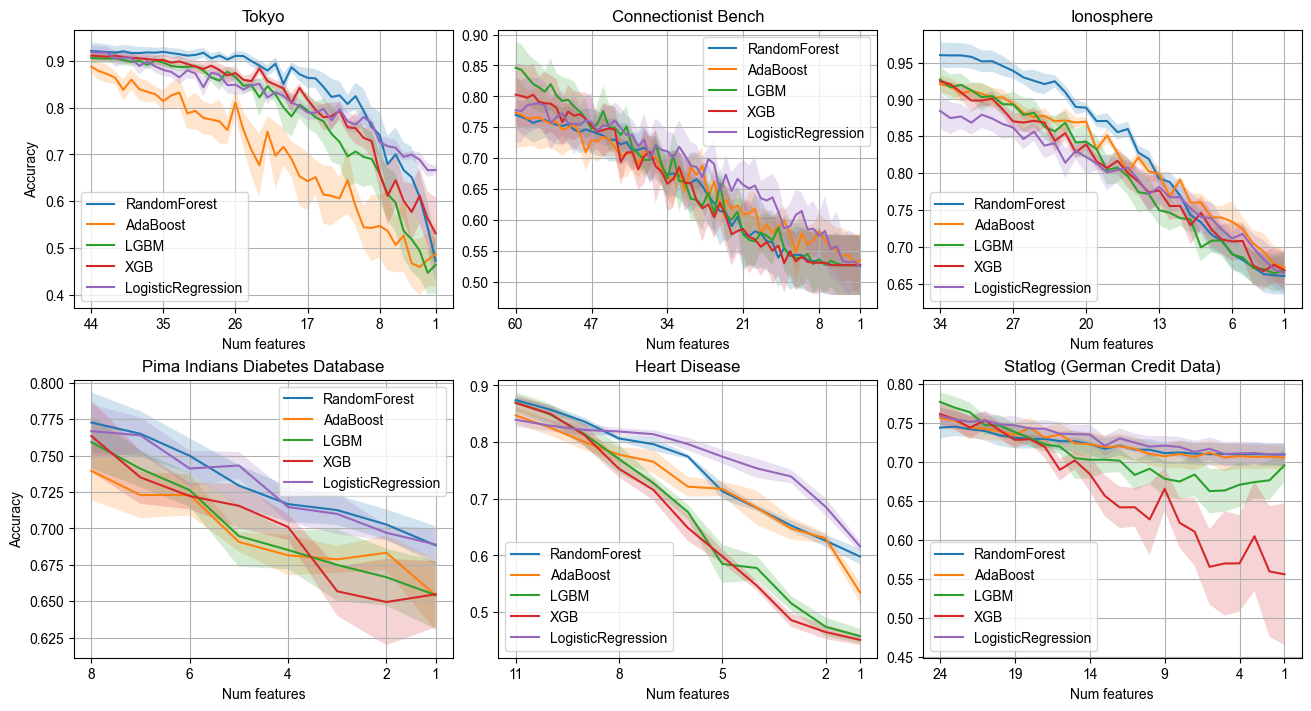 Tokyo
0.9
0.8
0.7
0.6
0.5
0.4
Accuracy
RandomForest
AdaBoost
LGBM
XGB
LogisticRegression
44 35 26 17 8 1
Num features
Connectionist Bench
0.90
0.85
0.80
0.75
0.70
0.65
0.60
0.55
0.50
RandomForest
AdaBoost
LGBM
XGB
LogisticRegression
60 47 34 21 8 1
Num features
Ionosphere
0.95
0.90
0.85
0.80
0.75
0.70
0.65
RandomForest
AdaBoost
LGBM
XGB
LogisticRegression
34 27 20 13 6 1
Num features
Pima Indians Diabetes Database
0.800
0.775
0.750
0.725
0.700
0.675
0.650
0.625
Accuracy
RandomForest
AdaBoost
LGBM
XGB
LogisticRegression
8 6 4 2 1
Num features
Heart Disease
0.9
0.8
0.7
0.6
0.5
RandomForest
AdaBoost
LGBM
XGB
LogisticRegression
11 8 5 2 1
Num features
Statlog (German Credit Data)
0.80
0.75
0.70
0.65
0.60
0.55
0.50
0.45
RandomForest
AdaBoost
LGBM
XGB
LogisticRegression
24 19 14 9 4 1
Num features